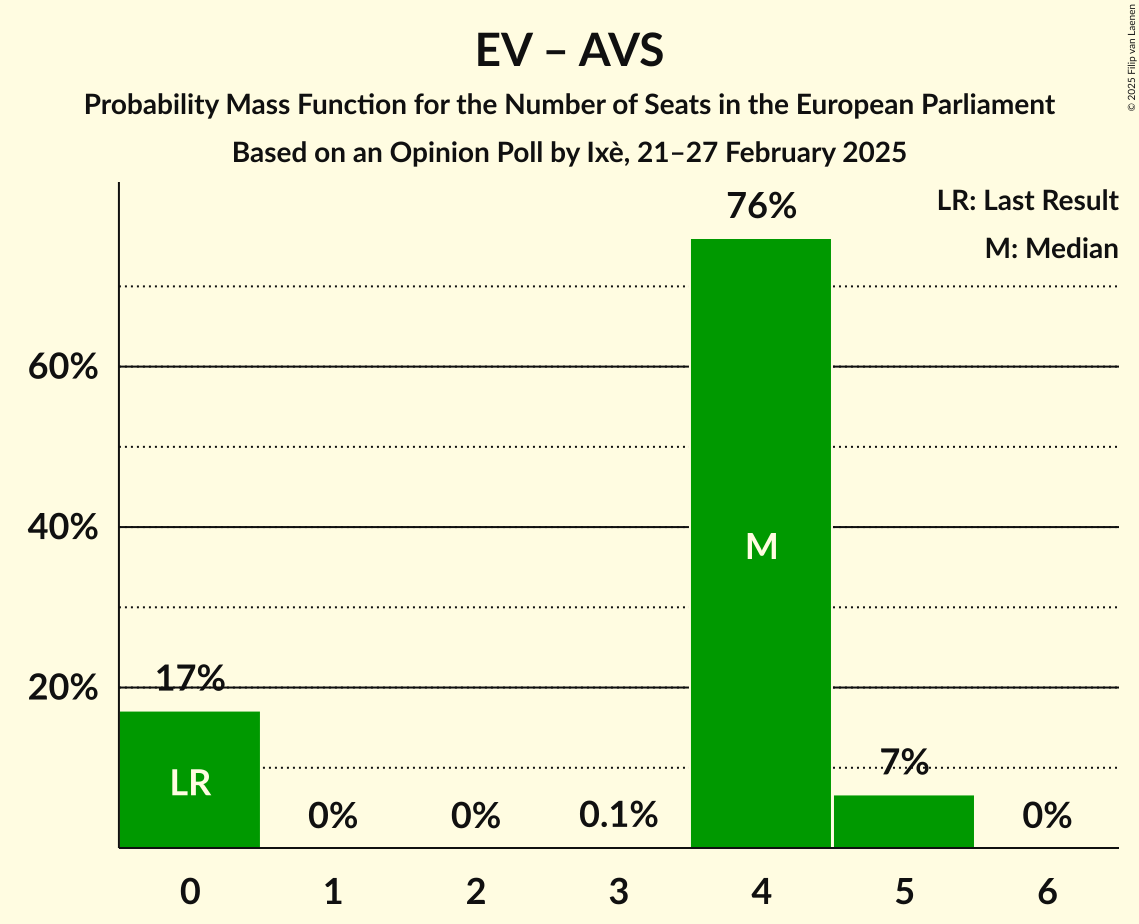 EV – AVS
Probability Mass Function for the Number of Seats in the European Parliament
Based on an Opinion Poll by Ixè, 21–27 February 2025
© 2025 Filip van Laenen
LR: Last Result
M: Median
60%
40%
20%
17%
0%
0%
0.1%
76%
7%
0%
LR
M
0 1 2 3 4 5 6